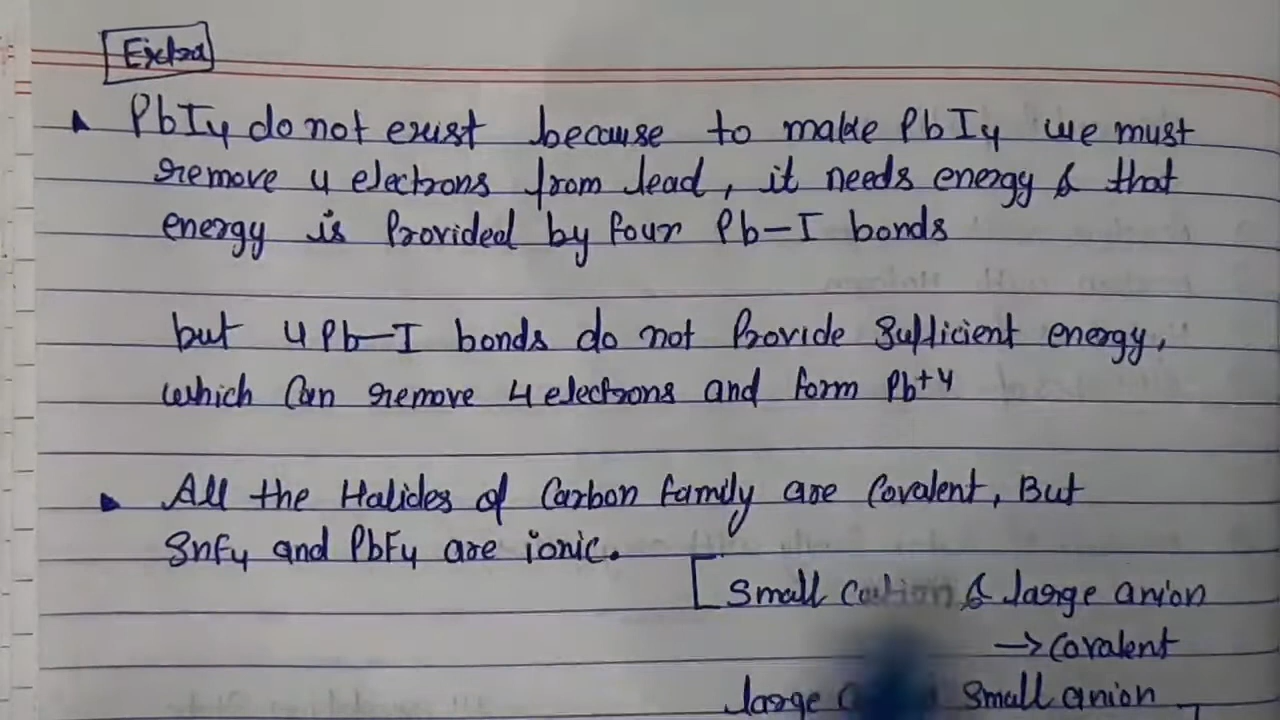 Extra
PbI4 do not exist because to make PbI4 we must
remove 4 electrons from lead, it needs energy & that
energy is Provided by four Pb-I bonds
but 4 Pb-I bonds do not Provide Sufficient energy,
which Can remove 4 electrons and form Pb+4
All the Halides of Carbon family are Covalent, But
SnF4 and PbF4 are ionic.
[Small Cation & large anion
→ Covalent
large Small anion